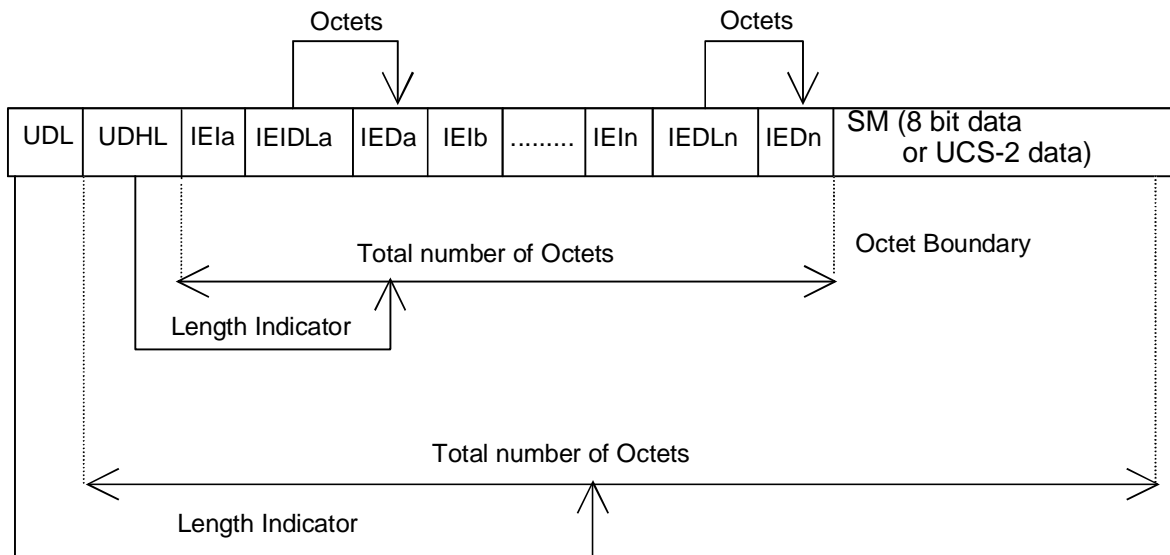 Octets Octets
UDL UDHL IEIa IEIDLa IEDa IEIb ......... IEIn IEDLn IEDn SM (8 bit data
or UCS-2 data)
Total number of Octets Octet Boundary
Length Indicator
Total number of Octets
Length Indicator